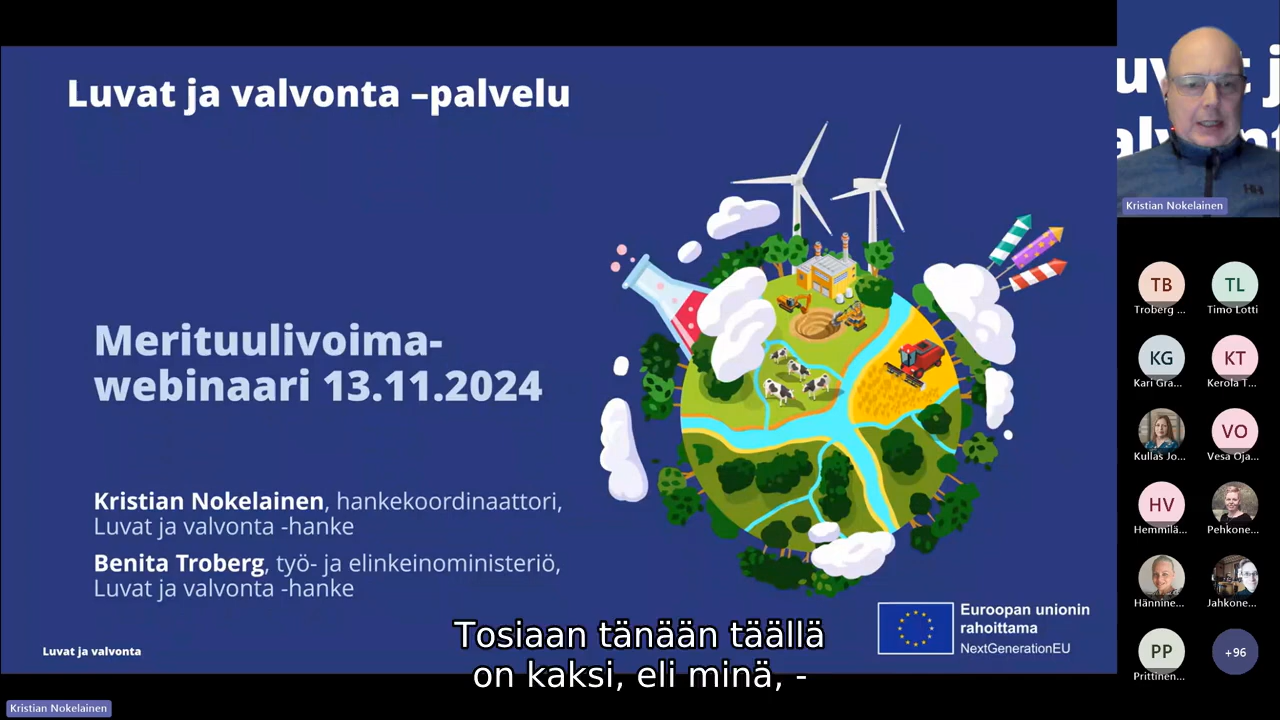 Luvat ja valvonta –palvelu
Merituulivoima-
webinaari 13.11.2024
Kristian Nokelainen, hankekoordinaattori,
Luvat ja valvonta -hanke
Benita Troberg, työ- ja elinkeinoministeriö,
Luvat ja valvonta -hanke
Luvat ja valvonta
Euroopan unionin
rahoittama
NextGenerationEU
Tosiaan tänään täällä
on kaksi, eli minä, -
Kristian Nokelainen
HH
Kristian Nokelainen
TB
Troberg ...
TL
Timo Lotti
KG
Kari Gra...
KT
Kerola T...
Kullas Jo...
VO
Vesa Oja...
HV
Hemmilä...
Pehkone...
Hännine...
Jahkone...
PP
Prittinen...
+96